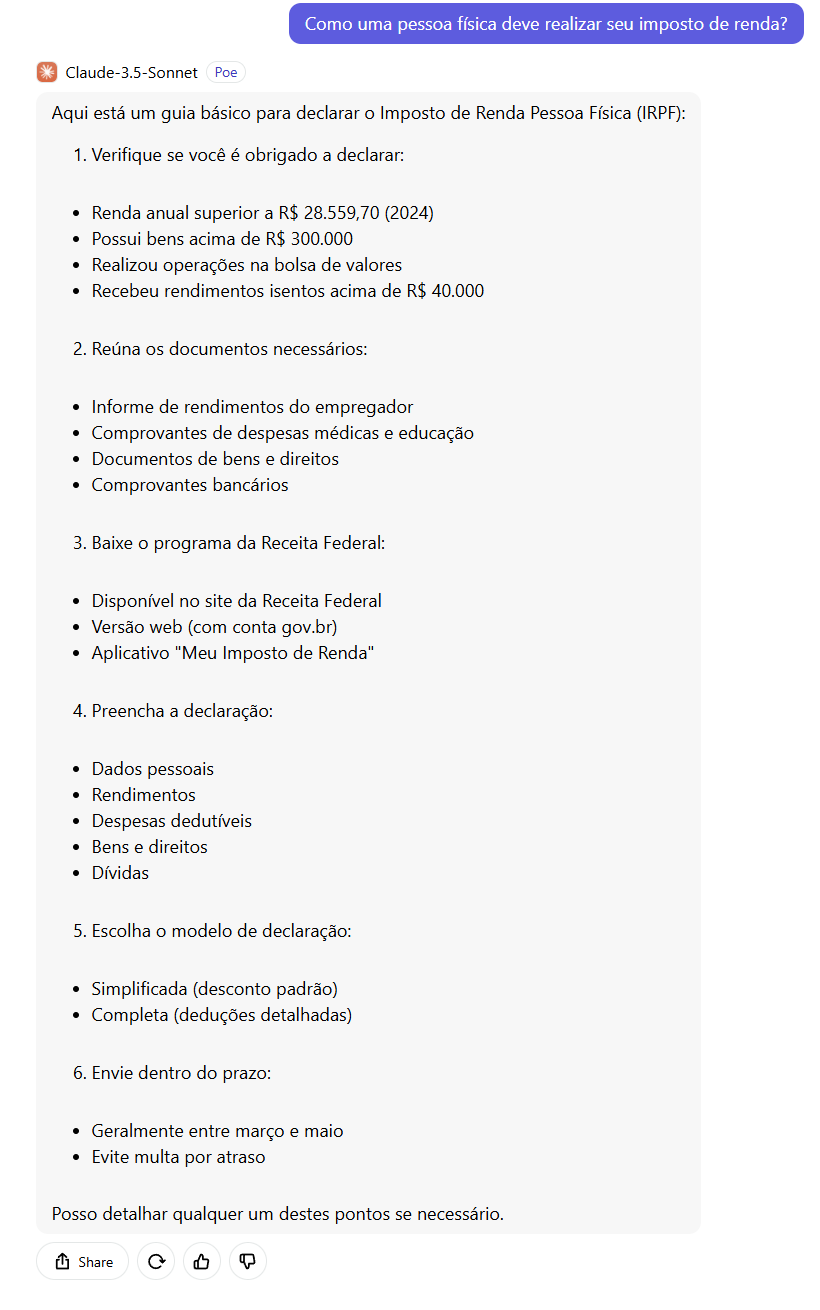 Como uma pessoa física deve realizar seu imposto de renda?
Claude-3.5-Sonnet Poe
Aqui está um guia básico para declarar o Imposto de Renda Pessoa Física (IRPF):
1. Verifique se você é obrigado a declarar:
• Renda anual superior a R$ 28.559,70 (2024)
• Possui bens acima de R$ 300.000
• Realizou operações na bolsa de valores
• Recebeu rendimentos isentos acima de R$ 40.000
2. Reúna os documentos necessários:
• Informe de rendimentos do empregador
• Comprovantes de despesas médicas e educação
• Documentos de bens e direitos
• Comprovantes bancários
3. Baixe o programa da Receita Federal:
• Disponível no site da Receita Federal
• Versão web (com conta gov.br)
• Aplicativo "Meu Imposto de Renda"
4. Preencha a declaração:
• Dados pessoais
• Rendimentos
• Despesas dedutíveis
• Bens e direitos
• Dívidas
5. Escolha o modelo de declaração:
• Simplificada (desconto padrão)
• Completa (deduções detalhadas)
6. Envie dentro do prazo:
• Geralmente entre março e maio
• Evite multa por atraso
Posso detalhar qualquer um destes pontos se necessário.
Share